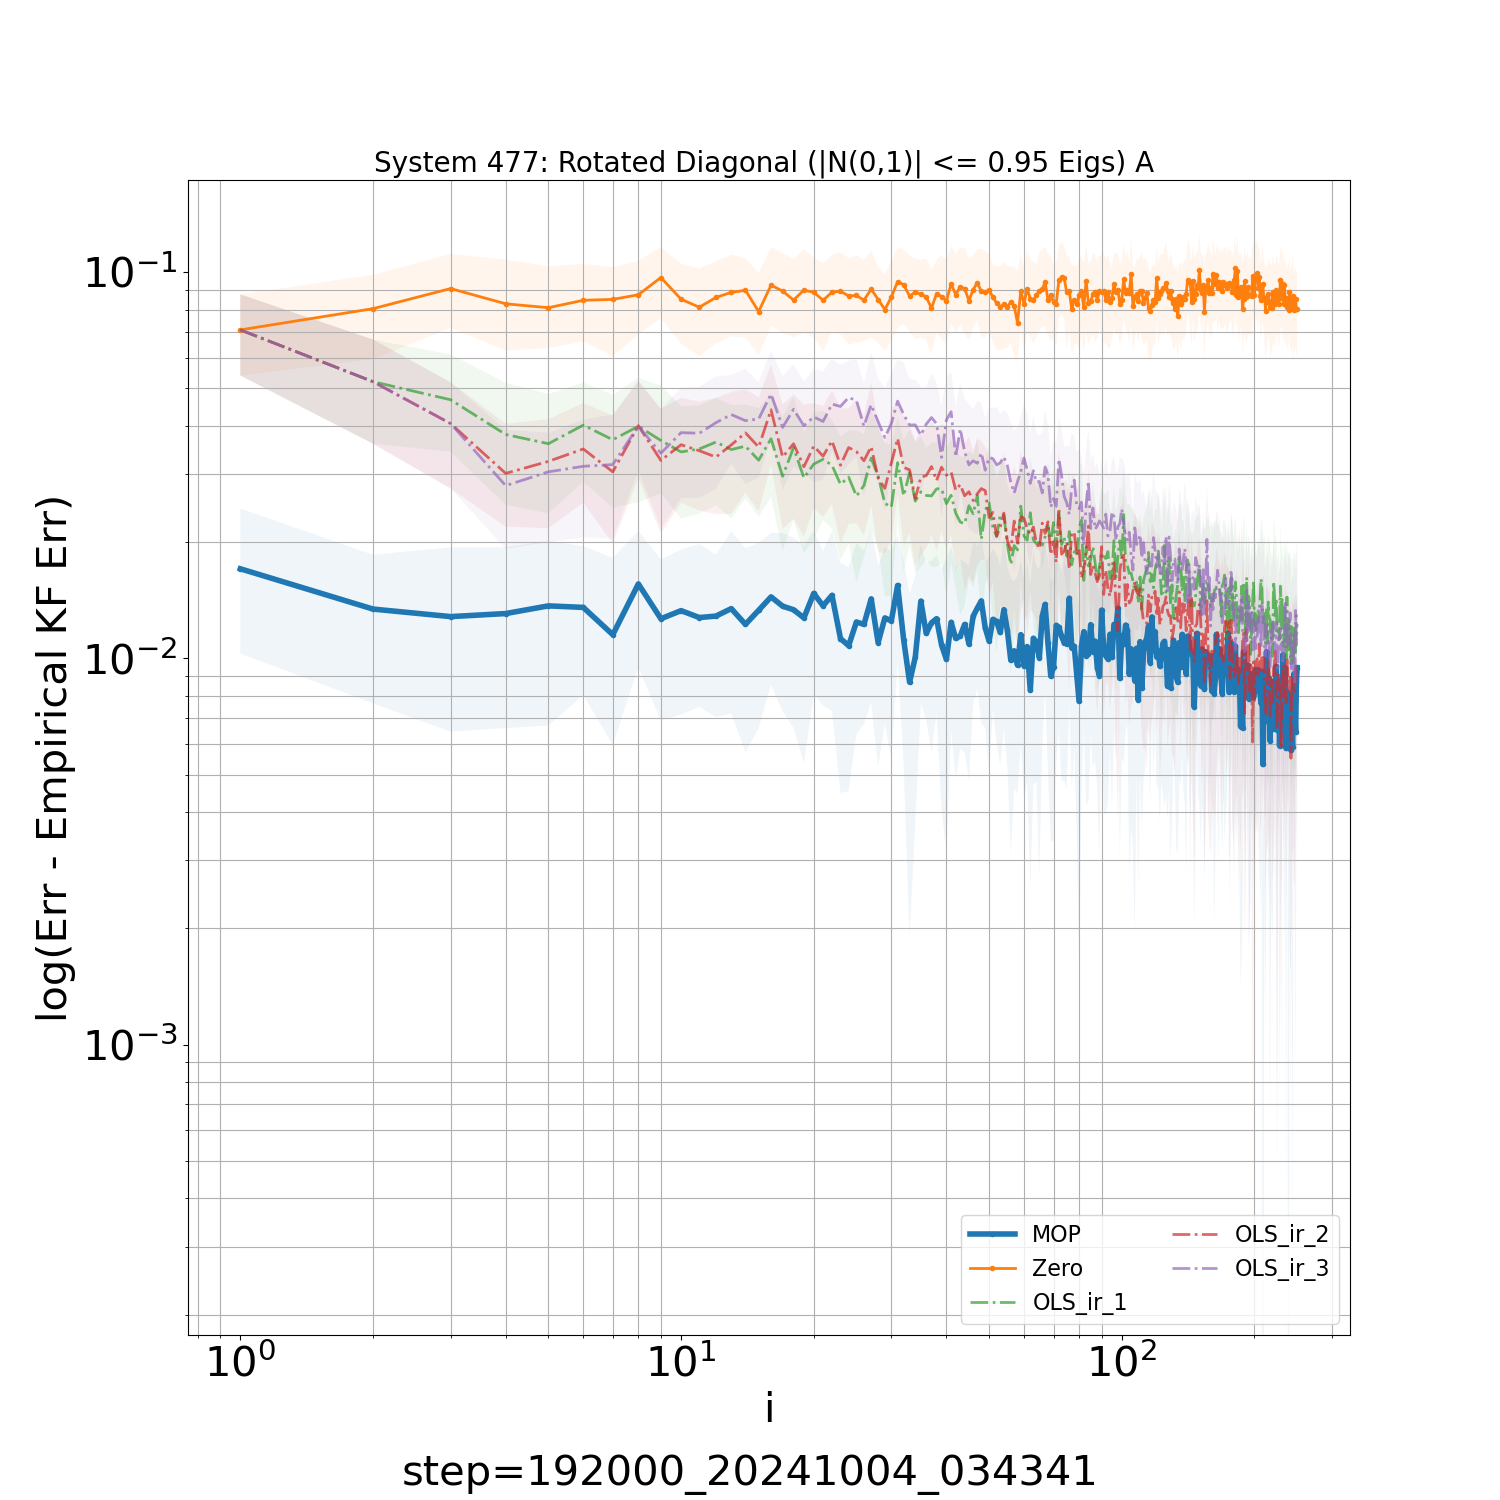 System 477: Rotated Diagonal (|N(0,1)| <= 0.95 Eigs) A
log(Err - Empirical KF Err)
10⁻¹
10⁻²
10⁻³
MOP
Zero
OLS_ir_1
OLS_ir_2
OLS_ir_3
10⁰ 10¹ 10²
i
step=192000_20241004_034341